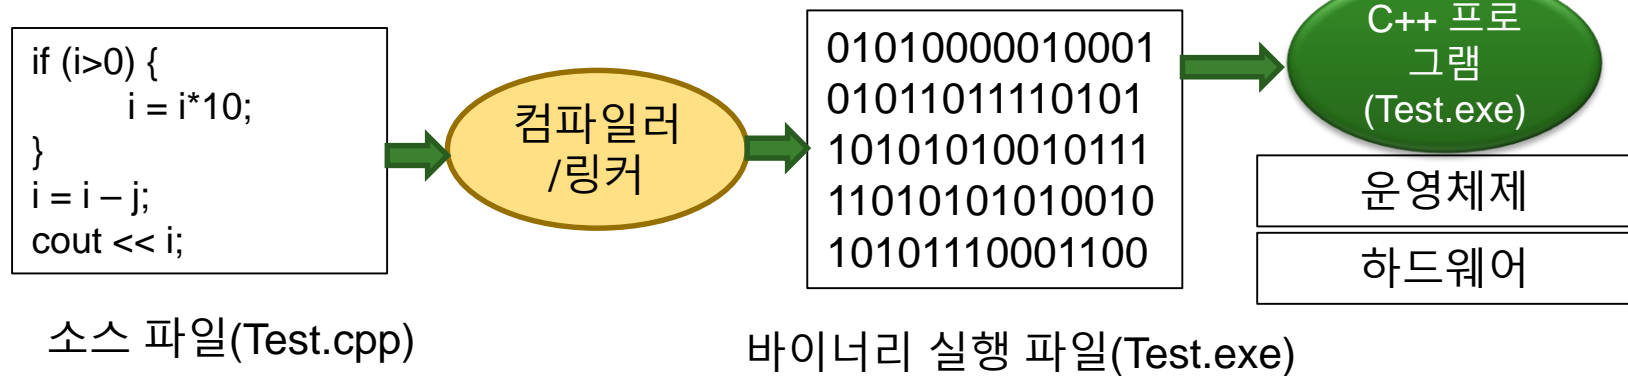 if (i>0) {
i = i*10;
}
i = i – j;
cout << i;
컴파일러
/링커
01010000010001
01011011110101
10101010010111
11010101010010
10101110001100
C++ 프로
그램
(Test.exe)
운영체제
하드웨어
소스 파일(Test.cpp)
바이너리 실행 파일(Test.exe)